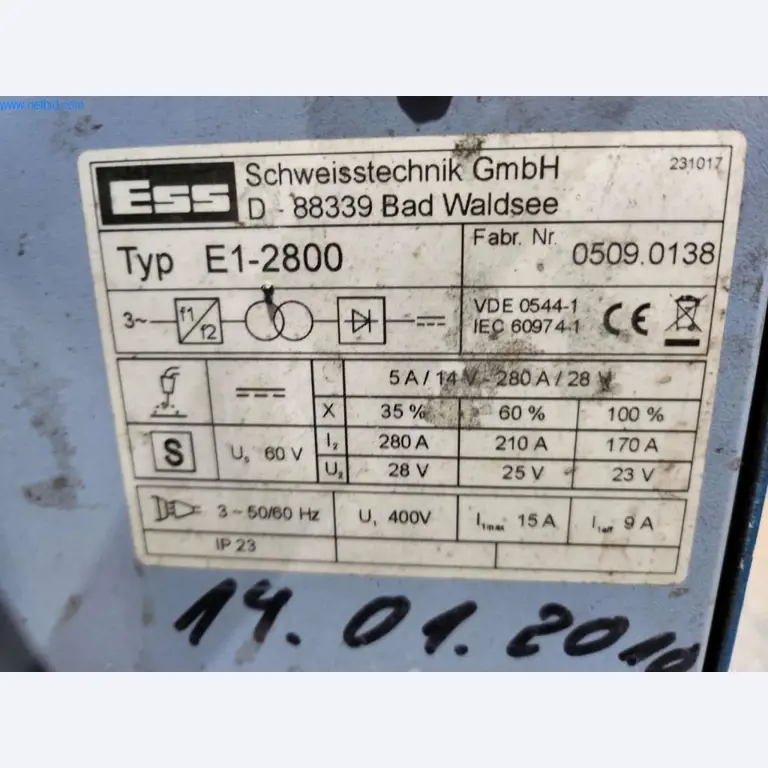 www.netbid.com
Ess
Schweisstechnik GmbH
231017
D - 88339 Bad Waldsee
Typ E1-2800
Fabr. Nr. 0509.0138
3~ f1 f2
VDE 0544-1
IEC 60974-1
CE
5 A / 14 V - 280 A / 28 V
X 35 % 60 % 100 %
S
U₀ 60 V
I₂ 280 A 210 A 170 A
U₂ 28 V 25 V 23 V
3 ~ 50/60 Hz
U₁ 400V
I₁max 15 A
I₁eff 9 A
IP 23
14.01.2010